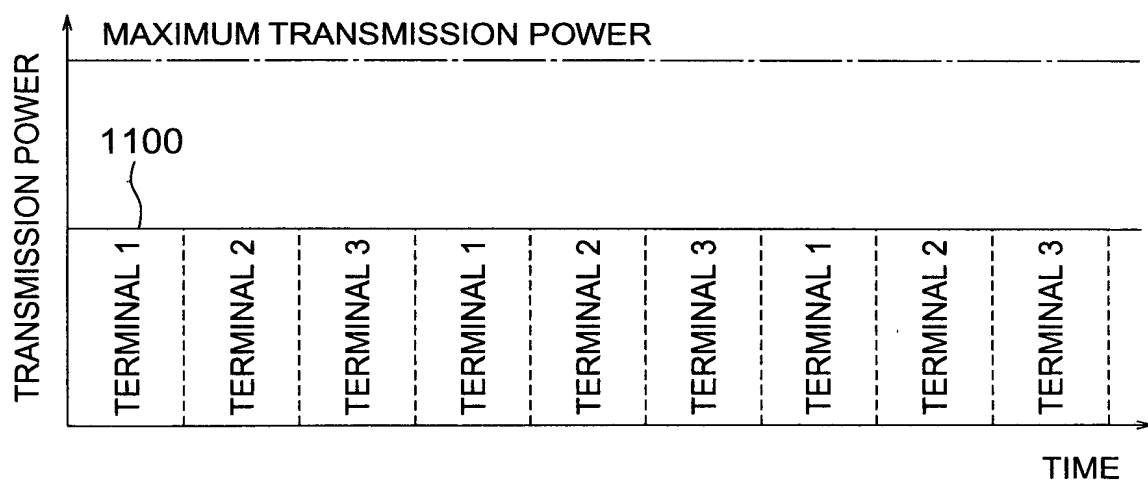 MAXIMUM TRANSMISSION POWER
TRANSMISSION POWER
1100
TERMINAL 1
TERMINAL 2
TERMINAL 3
TERMINAL 1
TERMINAL 2
TERMINAL 3
TERMINAL 1
TERMINAL 2
TERMINAL 3
TIME